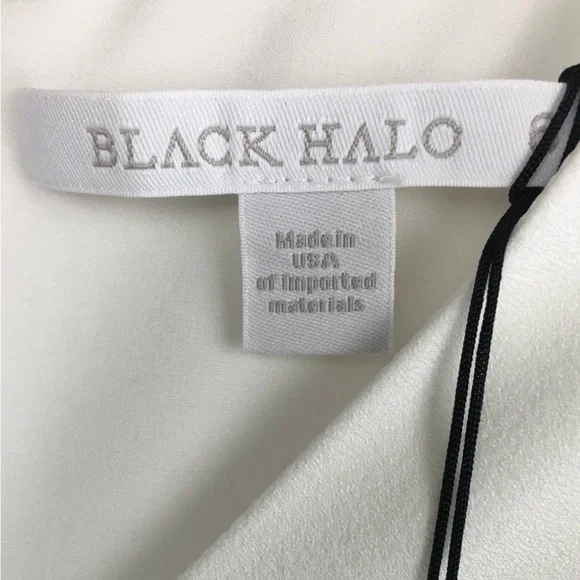 BLACK HALO
Made in
USA
of imported
materials